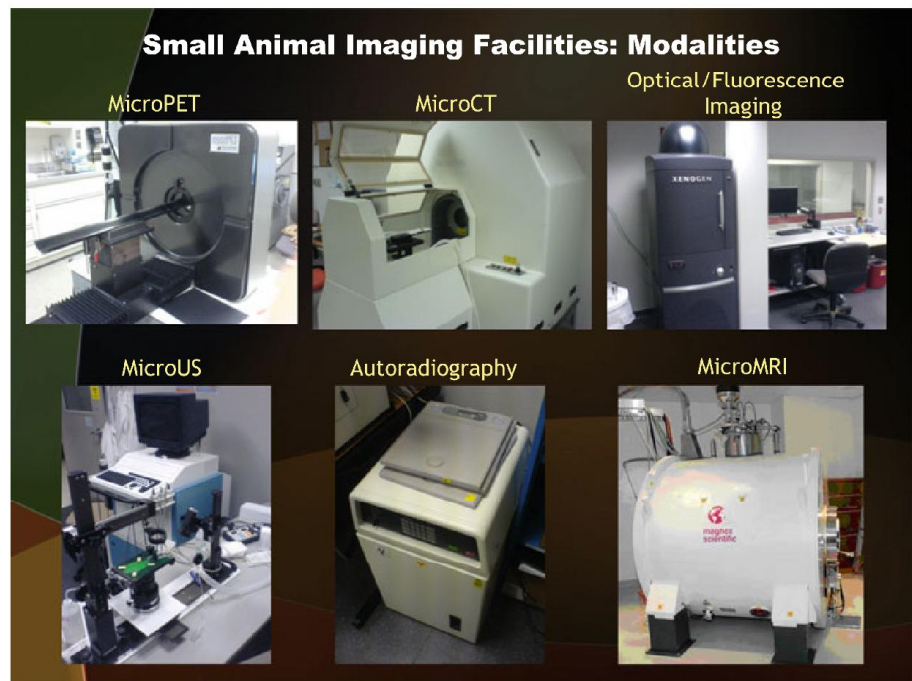 Small Animal Imaging Facilities: Modalities
MicroPET
MicroCT
Optical/Fluorescence
Imaging
XENOGEN
MicroUS
Autoradiography
MicroMRI
magnex
scientific